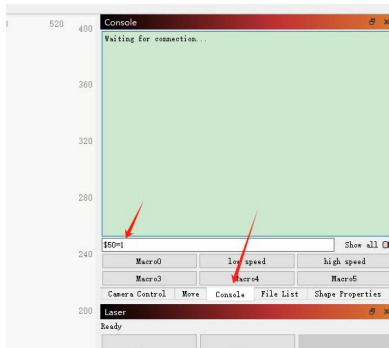 520
400
Console
Waiting for connection...
360
320
280
240
$50=1
Show all
Macro0
low speed
high speed
Macro3
Macro4
Macro5
Camera Control
Move
Console
File List
Shape Properties
200
Laser
Ready